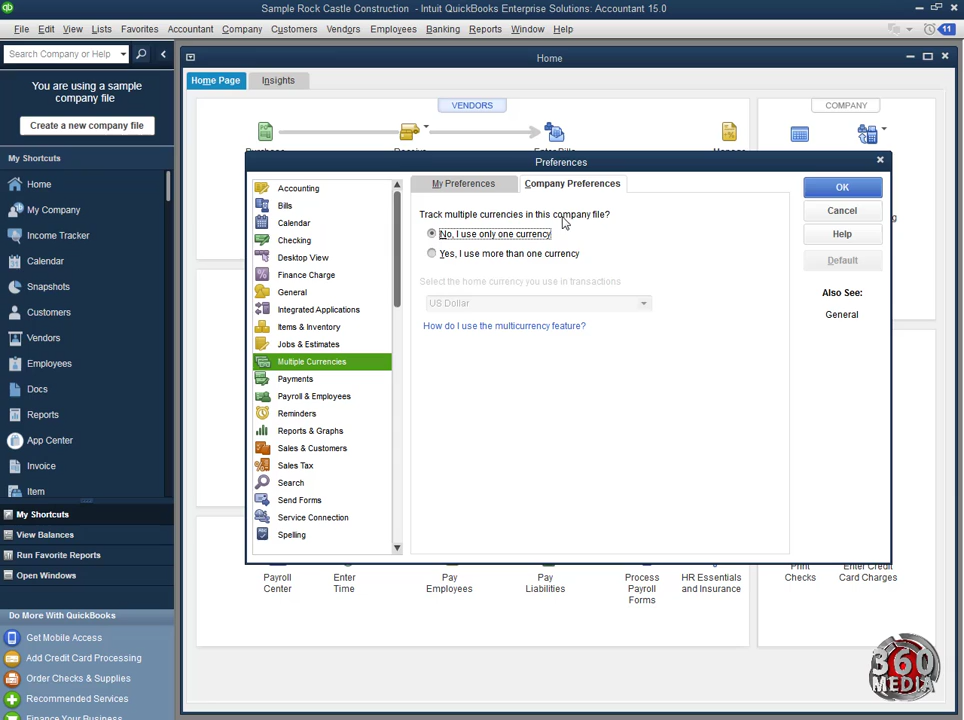 Sample Rock Castle Construction - Intuit QuickBooks Enterprise Solutions: Accountant 15.0
File Edit View Lists Favorites Accountant Company Customers Vendors Employees Banking Reports Window Help
11
Search Company or Help
You are using a sample
company file
Create a new company file
My Shortcuts
Home
My Company
Income Tracker
Calendar
Snapshots
Customers
Vendors
Employees
Docs
Reports
App Center
Invoice
Item
My Shortcuts
View Balances
Run Favorite Reports
Open Windows
Do More With QuickBooks
Get Mobile Access
Add Credit Card Processing
Order Checks & Supplies
Recommended Services
Finance Your Business
Home
Home Page
Insights
VENDORS
COMPANY
Purchase
Receive
Enter Bills
Manage
Preferences
Accounting
Bills
Calendar
Checking
Desktop View
Finance Charge
General
Integrated Applications
Items & Inventory
Jobs & Estimates
Multiple Currencies
Payments
Payroll & Employees
Reminders
Reports & Graphs
Sales & Customers
Sales Tax
Search
Send Forms
Service Connection
Spelling
My Preferences
Company Preferences
Track multiple currencies in this company file?
No, I use only one currency
Yes, I use more than one currency
Select the home currency you use in transactions
US Dollar
How do I use the multicurrency feature?
OK
Cancel
Help
Default
Also See:
General
Payroll
Center
Enter
Time
Pay
Employees
Pay
Liabilities
Process
Payroll
Forms
HR Essentials
and Insurance
Print
Checks
Enter Credit
Card Charges
360
MEDIA